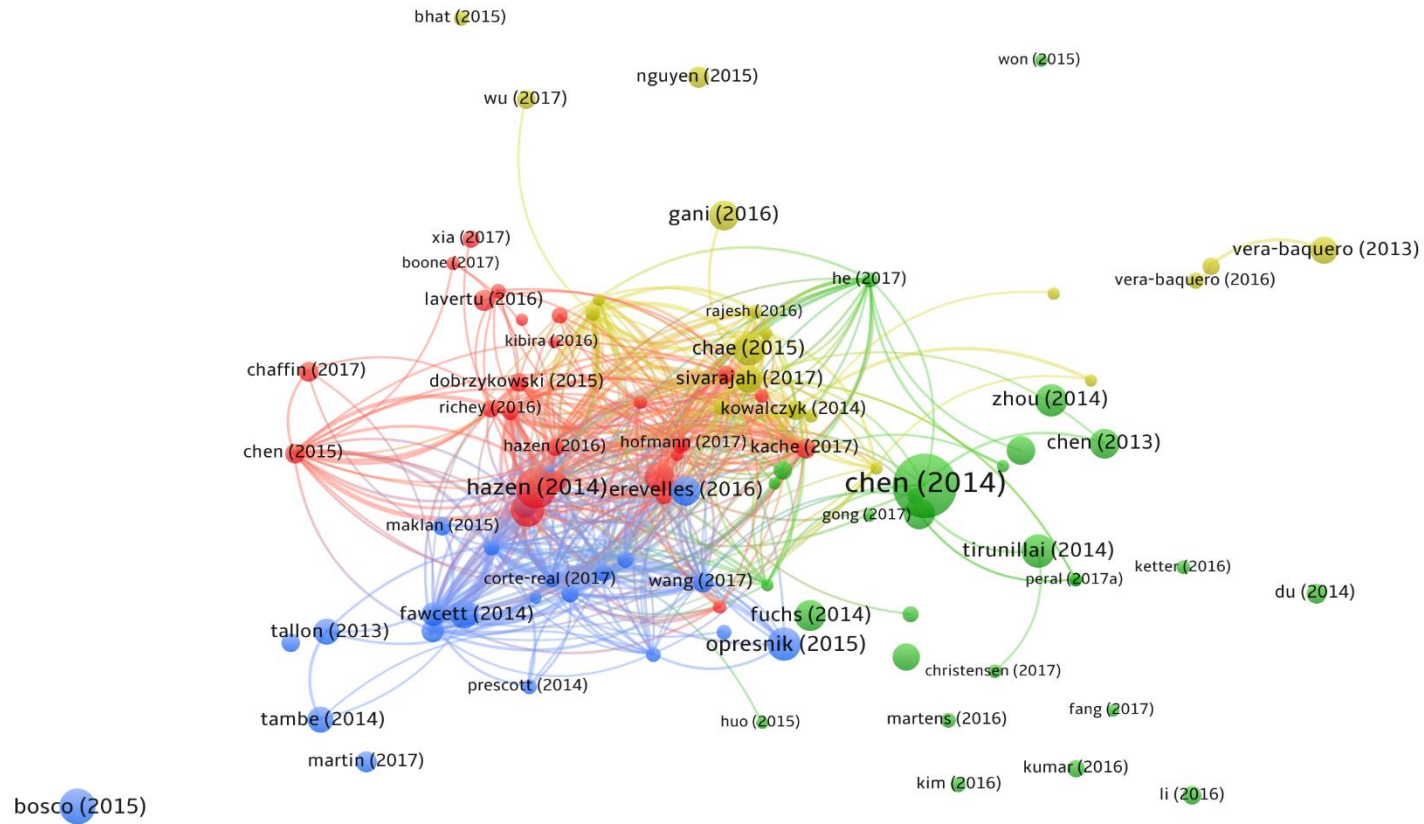 bhat (2015)
won (2015)
nguyen (2015)
wu (2017)
gani (2016)
xia (2017)
vera-baquero (2013)
boone (2017)
he (2017)
vera-baquero (2016)
lavertu (2016)
rajesh (2016)
kibira (2016)
chae (2015)
chaffin (2017)
dobrzykowski (2015)
sivarajah (2017)
zhou (2014)
richey (2016)
kowalczyk (2014)
chen (2015)
hazen (2016)
hofmann (2017)
kache (2017)
chen (2013)
hazen (2014)
erevelles (2016)
chen (2014)
gong (2017)
maklan (2015)
tirunillai (2014)
ketter (2016)
corte-real (2017)
wang (2017)
peral (2017a)
du (2014)
fawcett (2014)
fuchs (2014)
tallon (2013)
opresnik (2015)
christensen (2017)
prescott (2014)
fang (2017)
tambe (2014)
huo (2015)
martens (2016)
martin (2017)
kumar (2016)
kim (2016)
li (2016)
bosco (2015)